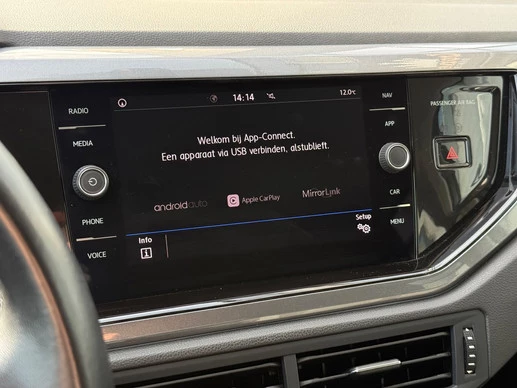 RADIO
MEDIA
PHONE
VOICE
14:14
12.0°C
Welkom bij App-Connect.
Een apparaat via USB verbinden, alstublieft.
androidauto
Apple CarPlay
MirrorLink
Info
Setup
NAV
APP
CAR
MENU
PASSENGER AIR BAG